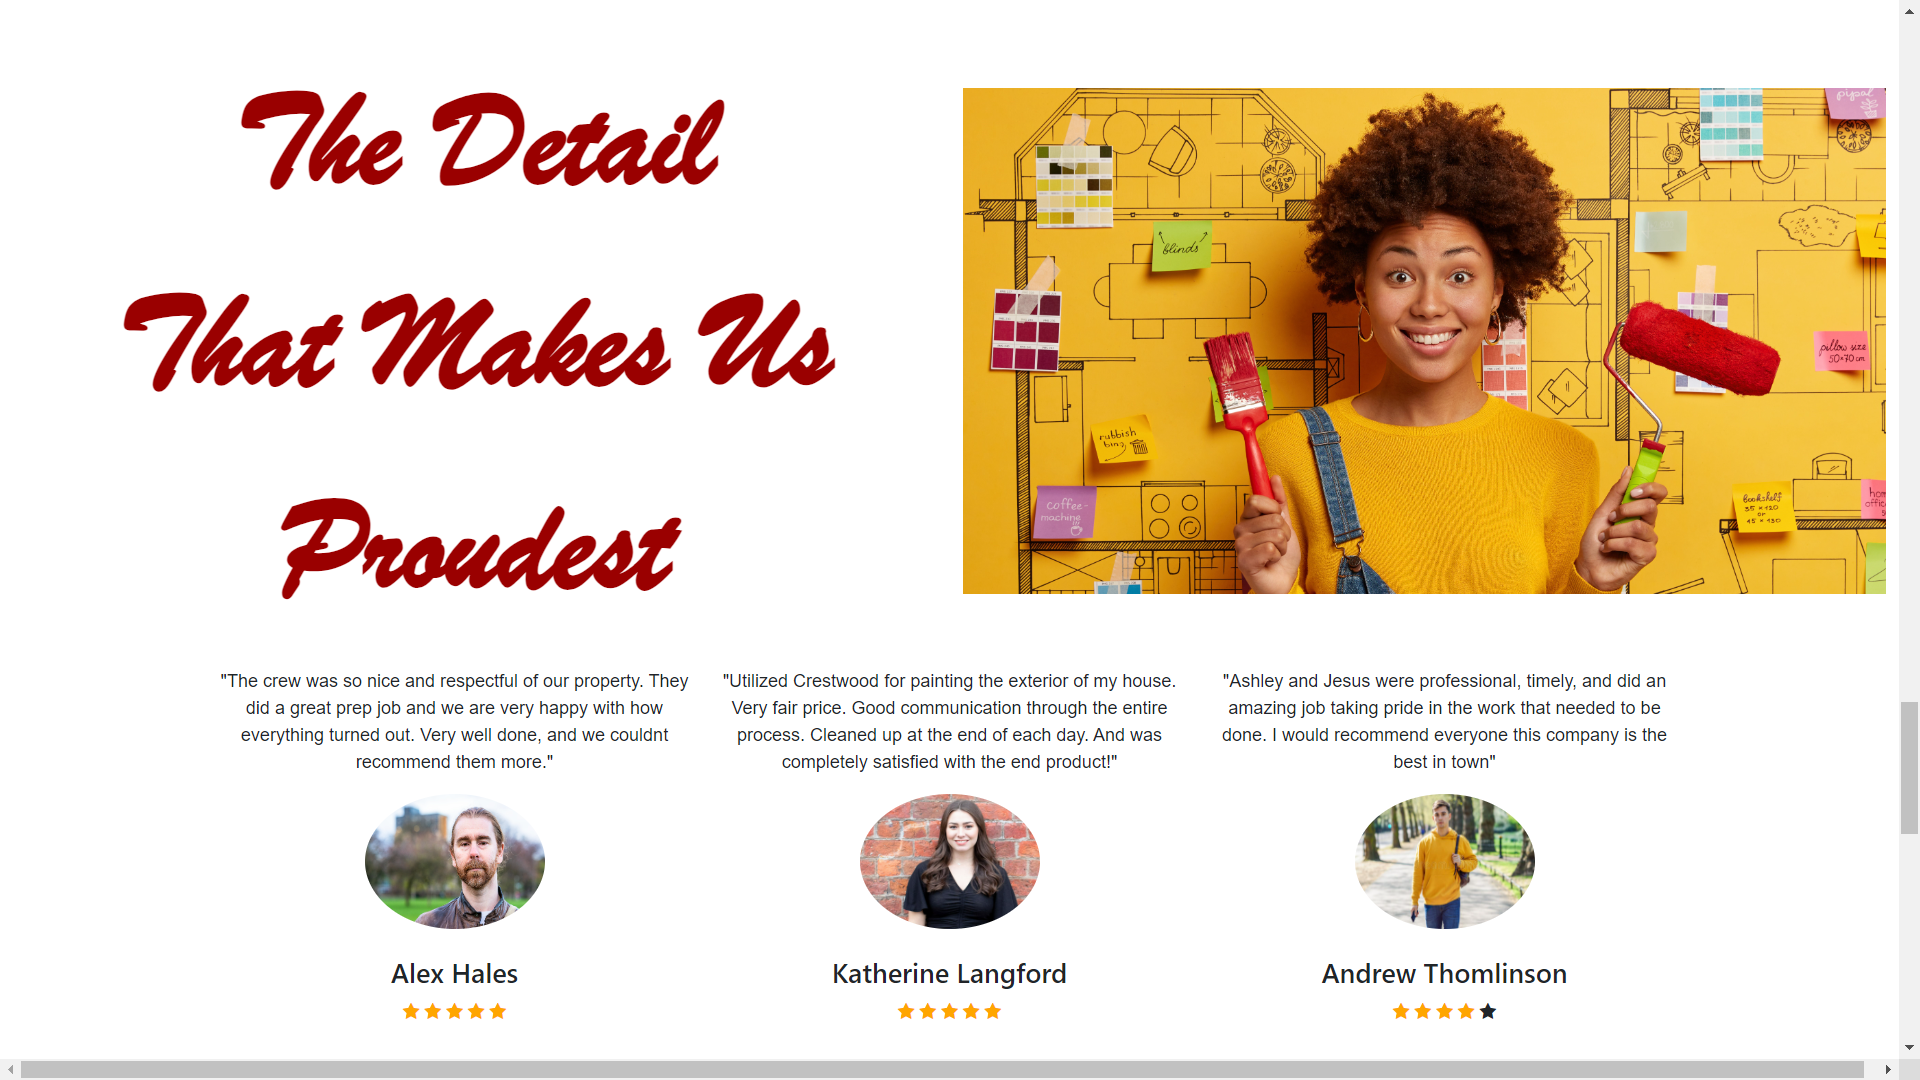 The Detail
That Makes Us
Proudest
pipal
blinds
pillow size
50×70 cm
rubbish
bing
coffee-
machine
bookshelf
35 × 120
or
45 × 130
hom
offic
"The crew was so nice and respectful of our property. They
did a great prep job and we are very happy with how
everything turned out. Very well done, and we couldnt
recommend them more."
"Utilized Crestwood for painting the exterior of my house.
Very fair price. Good communication through the entire
process. Cleaned up at the end of each day. And was
completely satisfied with the end product!"
"Ashley and Jesus were professional, timely, and did an
amazing job taking pride in the work that needed to be
done. I would recommend everyone this company is the
best in town"
Alex Hales
Katherine Langford
Andrew Thomlinson